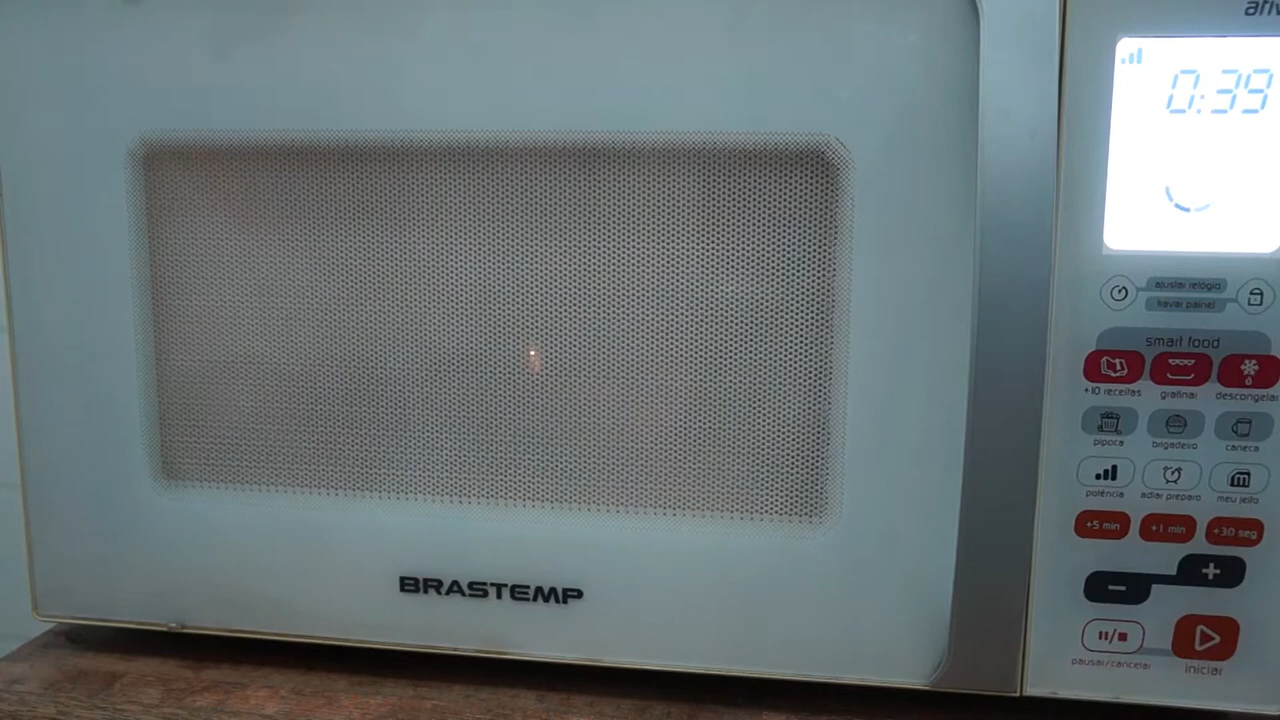 ativ
0:39
ajustar relógio
travar painel
smart food
+10 receitas
gratinar
descongelar
pipoca
brigadeiro
caneca
potência
adiar preparo
meu jeito
+5 min
+1 min
+30 seg
BRASTEMP
pausar/cancelar
iniciar